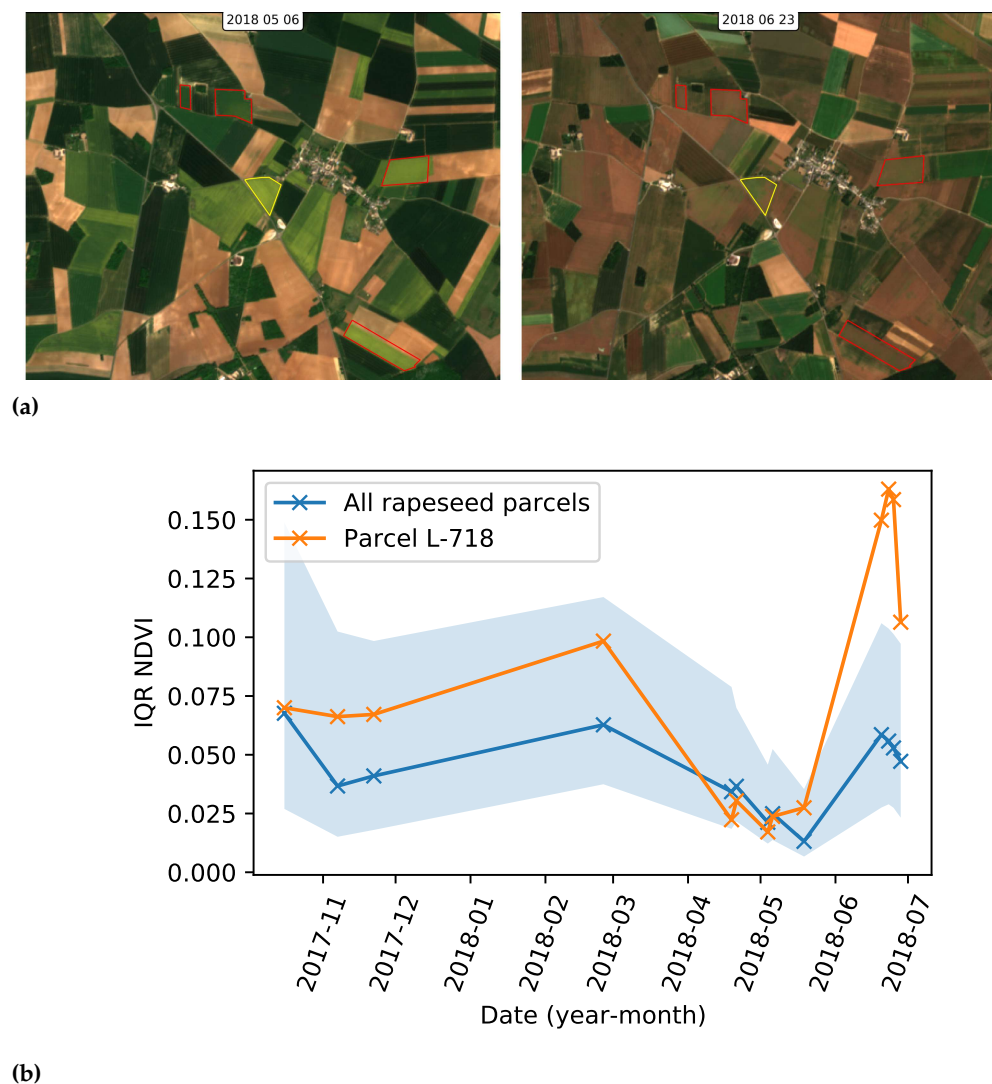 2018 05 06
2018 06 23
(a)
All rapeseed parcels
Parcel L-718
0.150
0.125
0.100
0.075
0.050
0.025
0.000
IQR NDVI
2017-11
2017-12
2018-01
2018-02
2018-03
2018-04
2018-05
2018-06
2018-07
Date (year-month)
(b)